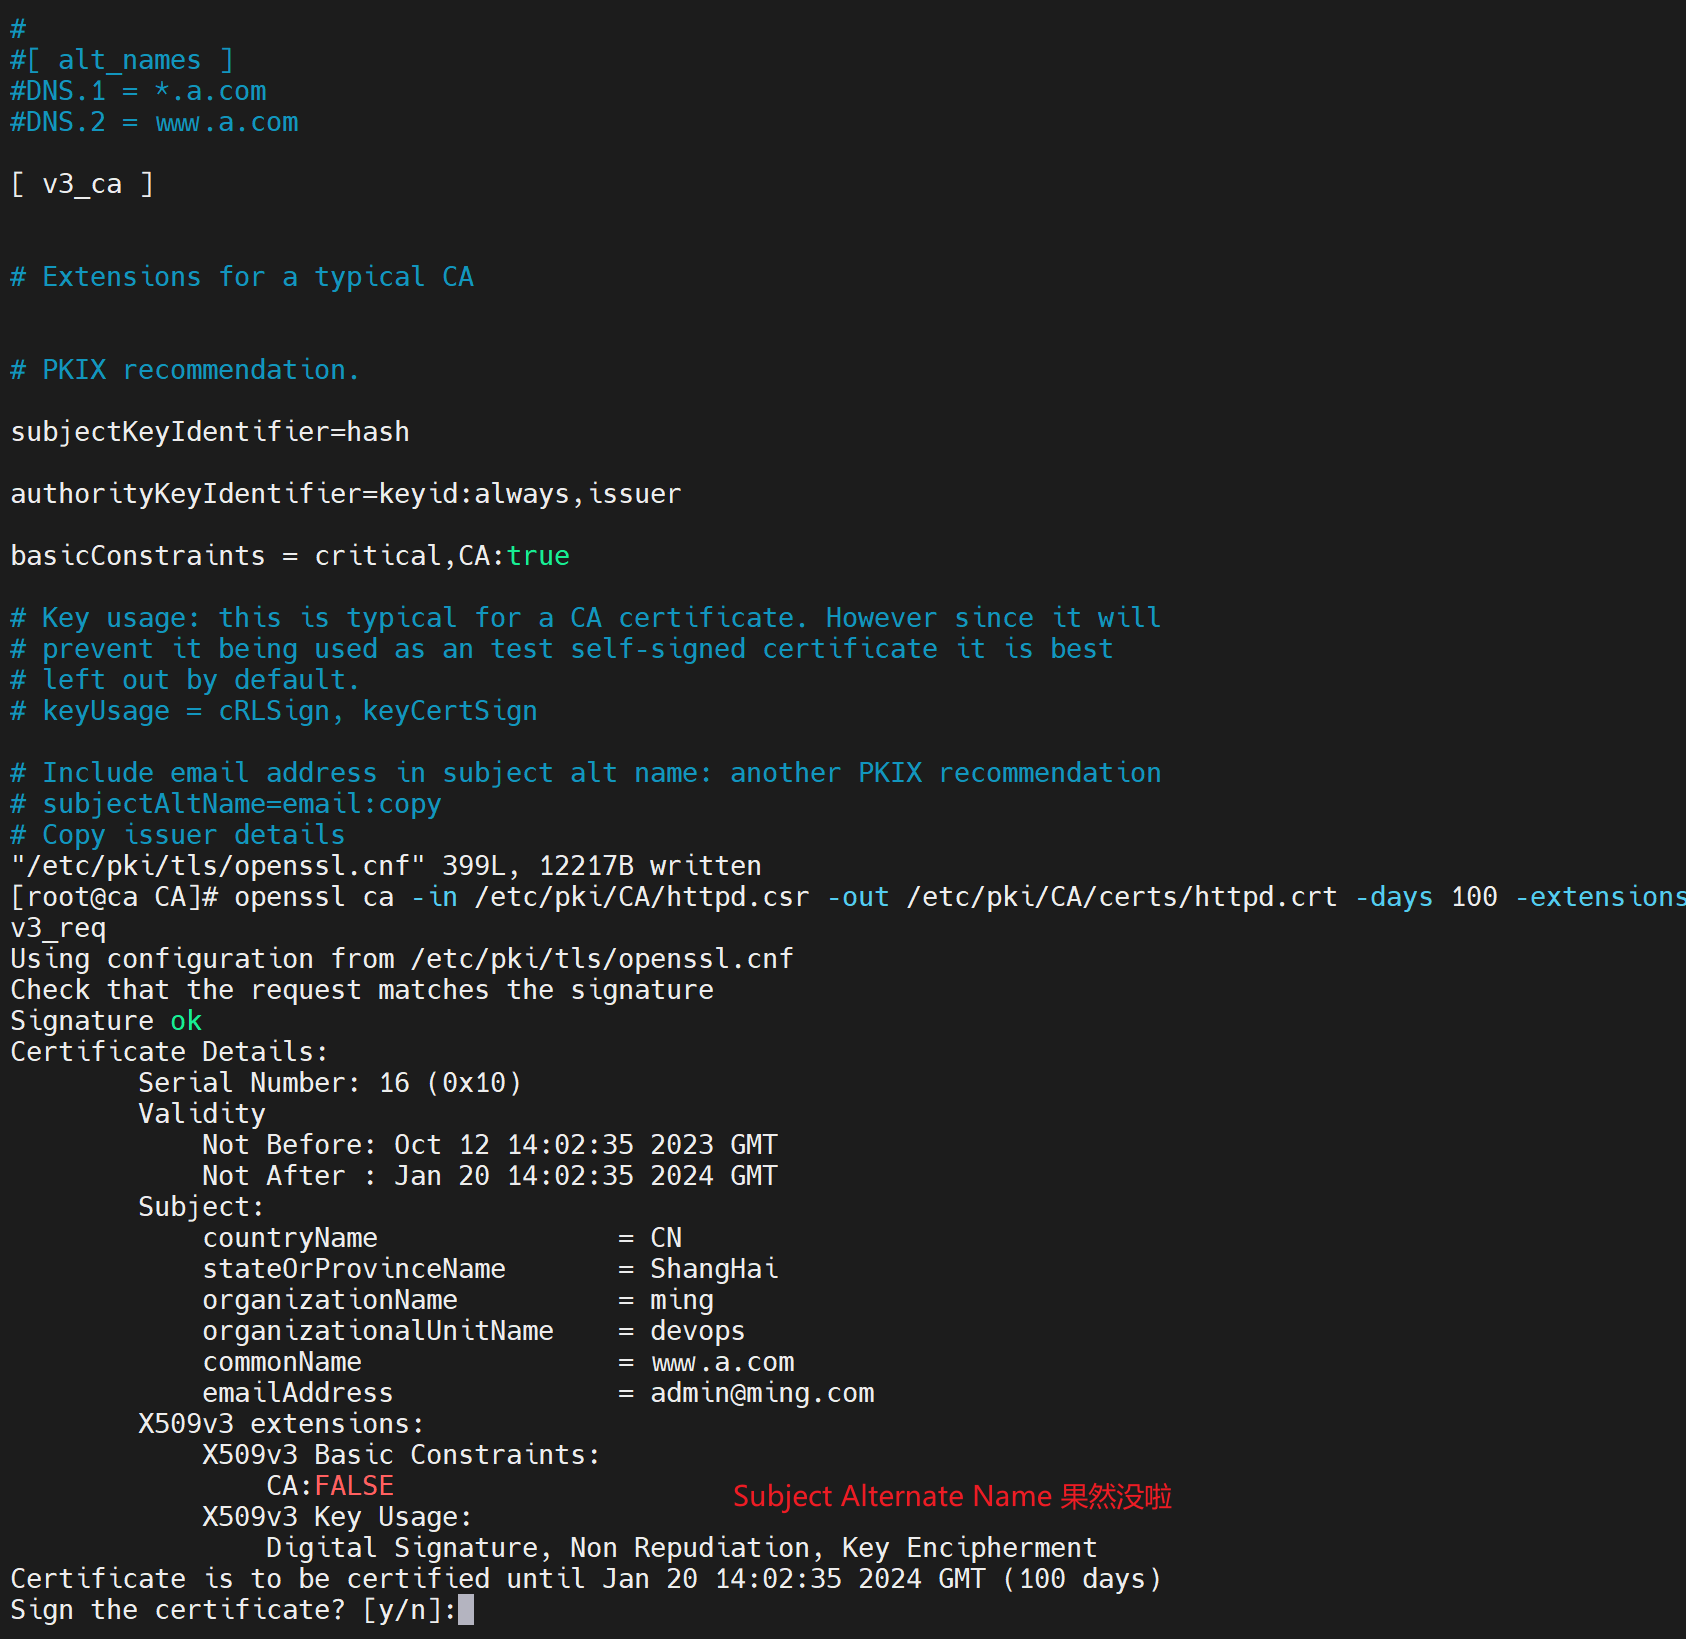 #
#[ alt_names ]
#DNS.1 = *.a.com
#DNS.2 = www.a.com
[ v3_ca ]
# Extensions for a typical CA
# PKIX recommendation.
subjectKeyIdentifier=hash
authorityKeyIdentifier=keyid:always,issuer
basicConstraints = critical,CA:true
# Key usage: this is typical for a CA certificate. However since it will
# prevent it being used as an test self-signed certificate it is best
# left out by default.
# keyUsage = cRLSign, keyCertSign
# Include email address in subject alt name: another PKIX recommendation
# subjectAltName=email:copy
# Copy issuer details
"/etc/pki/tls/openssl.cnf" 399L, 12217B written
[root@ca CA]# openssl ca -in /etc/pki/CA/httpd.csr -out /etc/pki/CA/certs/httpd.crt -days 100 -extensions
v3_req
Using configuration from /etc/pki/tls/openssl.cnf
Check that the request matches the signature
Signature ok
Certificate Details:
        Serial Number: 16 (0x10)
        Validity
            Not Before: Oct 12 14:02:35 2023 GMT
            Not After : Jan 20 14:02:35 2024 GMT
        Subject:
            countryName               = CN
            stateOrProvinceName       = ShangHai
            organizationName          = ming
            organizationalUnitName    = devops
            commonName                = www.a.com
            emailAddress              = admin@ming.com
        X509v3 extensions:
            X509v3 Basic Constraints:
                CA:FALSE
Subject Alternate Name 果然没啦
            X509v3 Key Usage:
                Digital Signature, Non Repudiation, Key Encipherment
Certificate is to be certified until Jan 20 14:02:35 2024 GMT (100 days)
Sign the certificate? [y/n]: